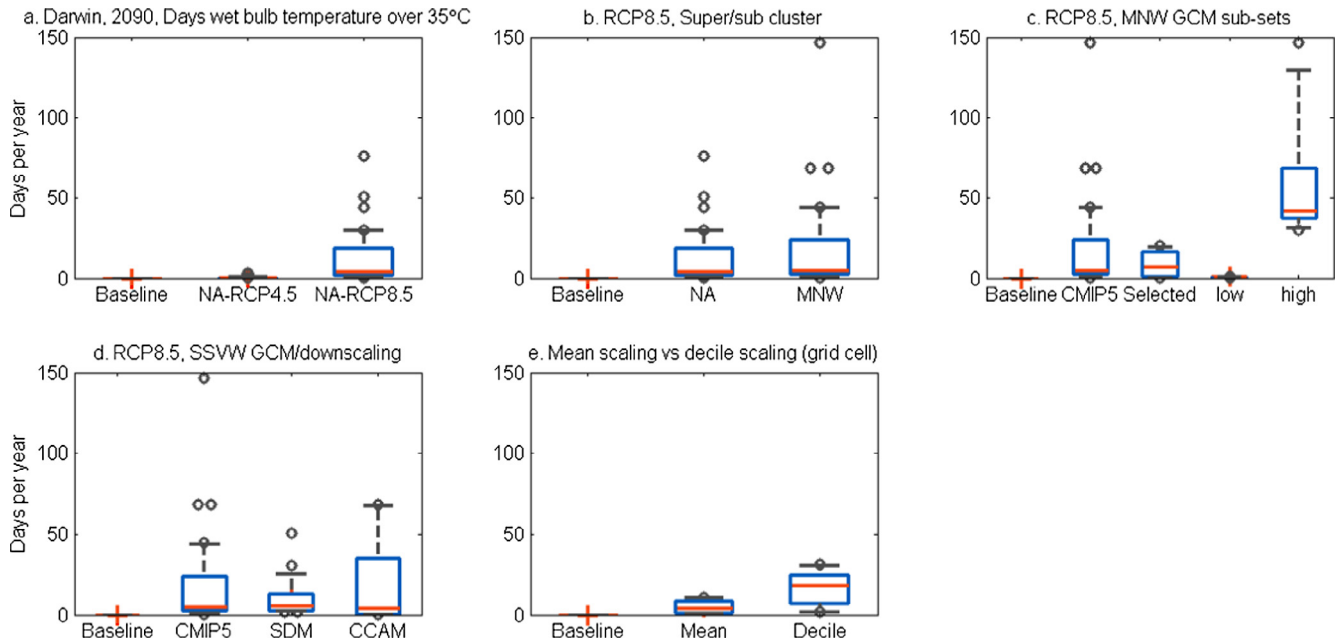 a. Darwin, 2090, Days wet bulb temperature over 35ºC
150
100
50
0
Days per year
Baseline NA-RCP4.5 NA-RCP8.5
b. RCP8.5, Super/sub cluster
150
100
50
0
Baseline NA MNW
c. RCP8.5, MNW GCM sub-sets
150
100
50
0
Baseline CMIP5 Selected low high
d. RCP8.5, SSVW GCM/downscaling
150
100
50
0
Days per year
Baseline CMIP5 SDM CCAM
e. Mean scaling vs decile scaling (grid cell)
150
100
50
0
Baseline Mean Decile